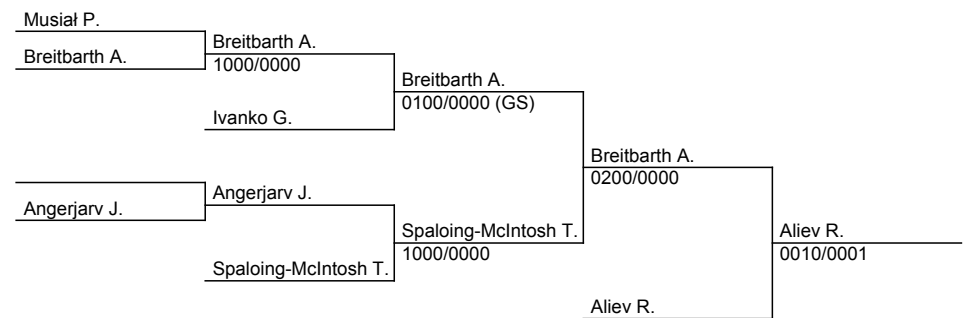 Musiał P.
Breitbarth A.
Breitbarth A.
1000/0000
Breitbarth A.
0100/0000 (GS)
Ivanko G.
Breitbarth A.
0200/0000
Angerjarv J.
Angerjarv J.
Spaloing-McIntosh T.
1000/0000
Spaloing-McIntosh T.
Aliev R.
0010/0001
Aliev R.